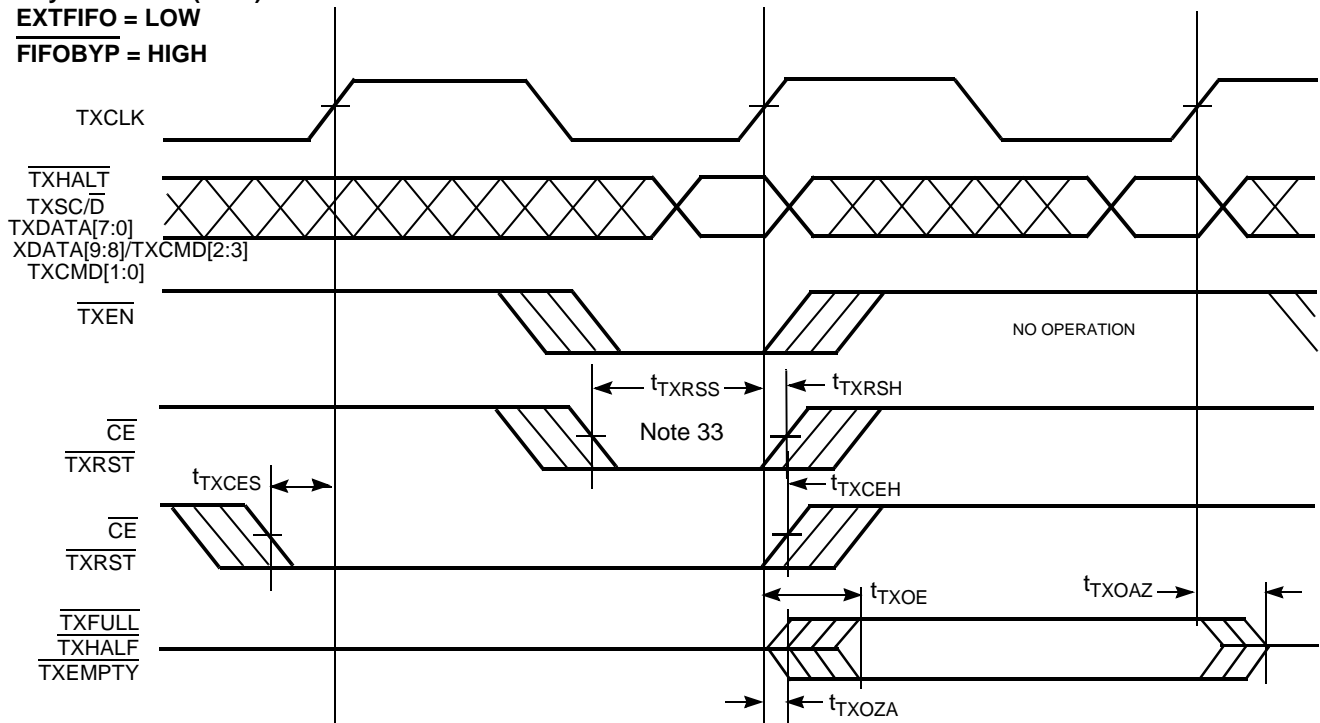 EXTFIFO = LOW
FIFOBYP = HIGH
TXCLK
TXHALT
TXSC/D
TXDATA[7:0]
XDATA[9:8]/TXCMD[2:3]
TXCMD[1:0]
TXEN
NO OPERATION
tTXRSS
tTXRSH
CE
Note 33
TXRST
tTXCES
tTXCEH
CE
TXRST
tTXOE
tTXOAZ
TXFULL
TXHALF
TXEMPTY
tTXOZA